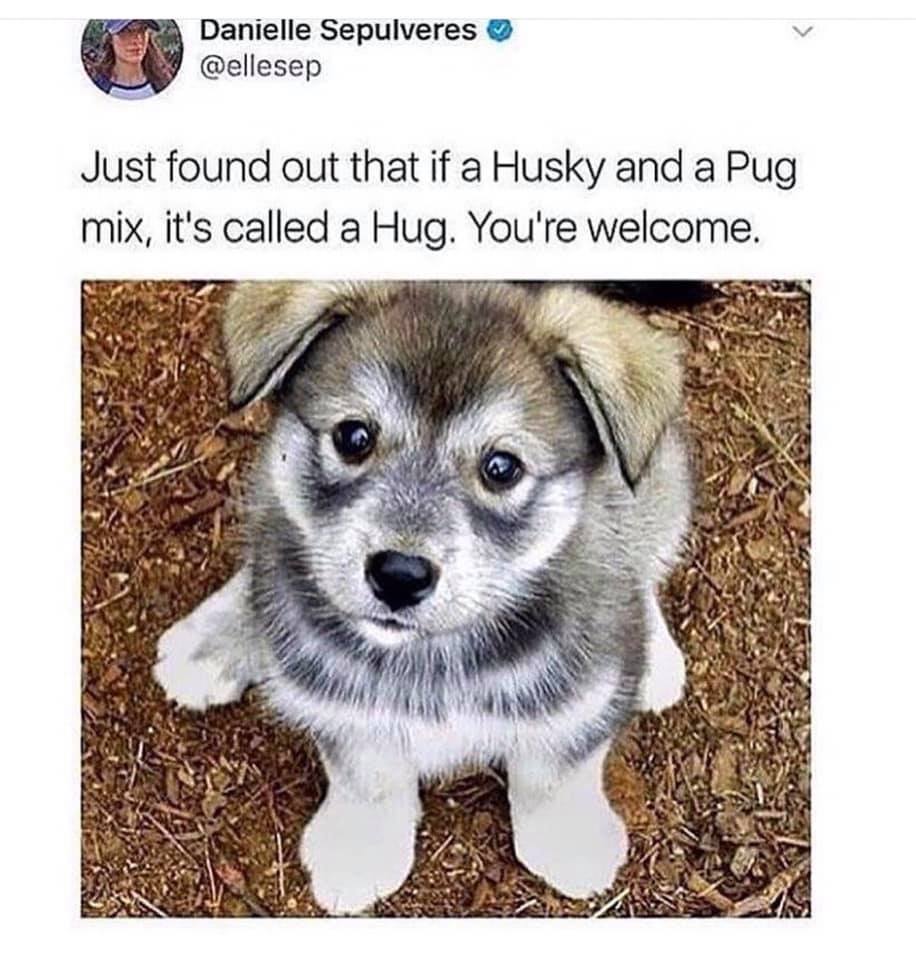 Danielle Sepulveres
@ellesep
Just found out that if a Husky and a Pug
mix, it's called a Hug. You're welcome.